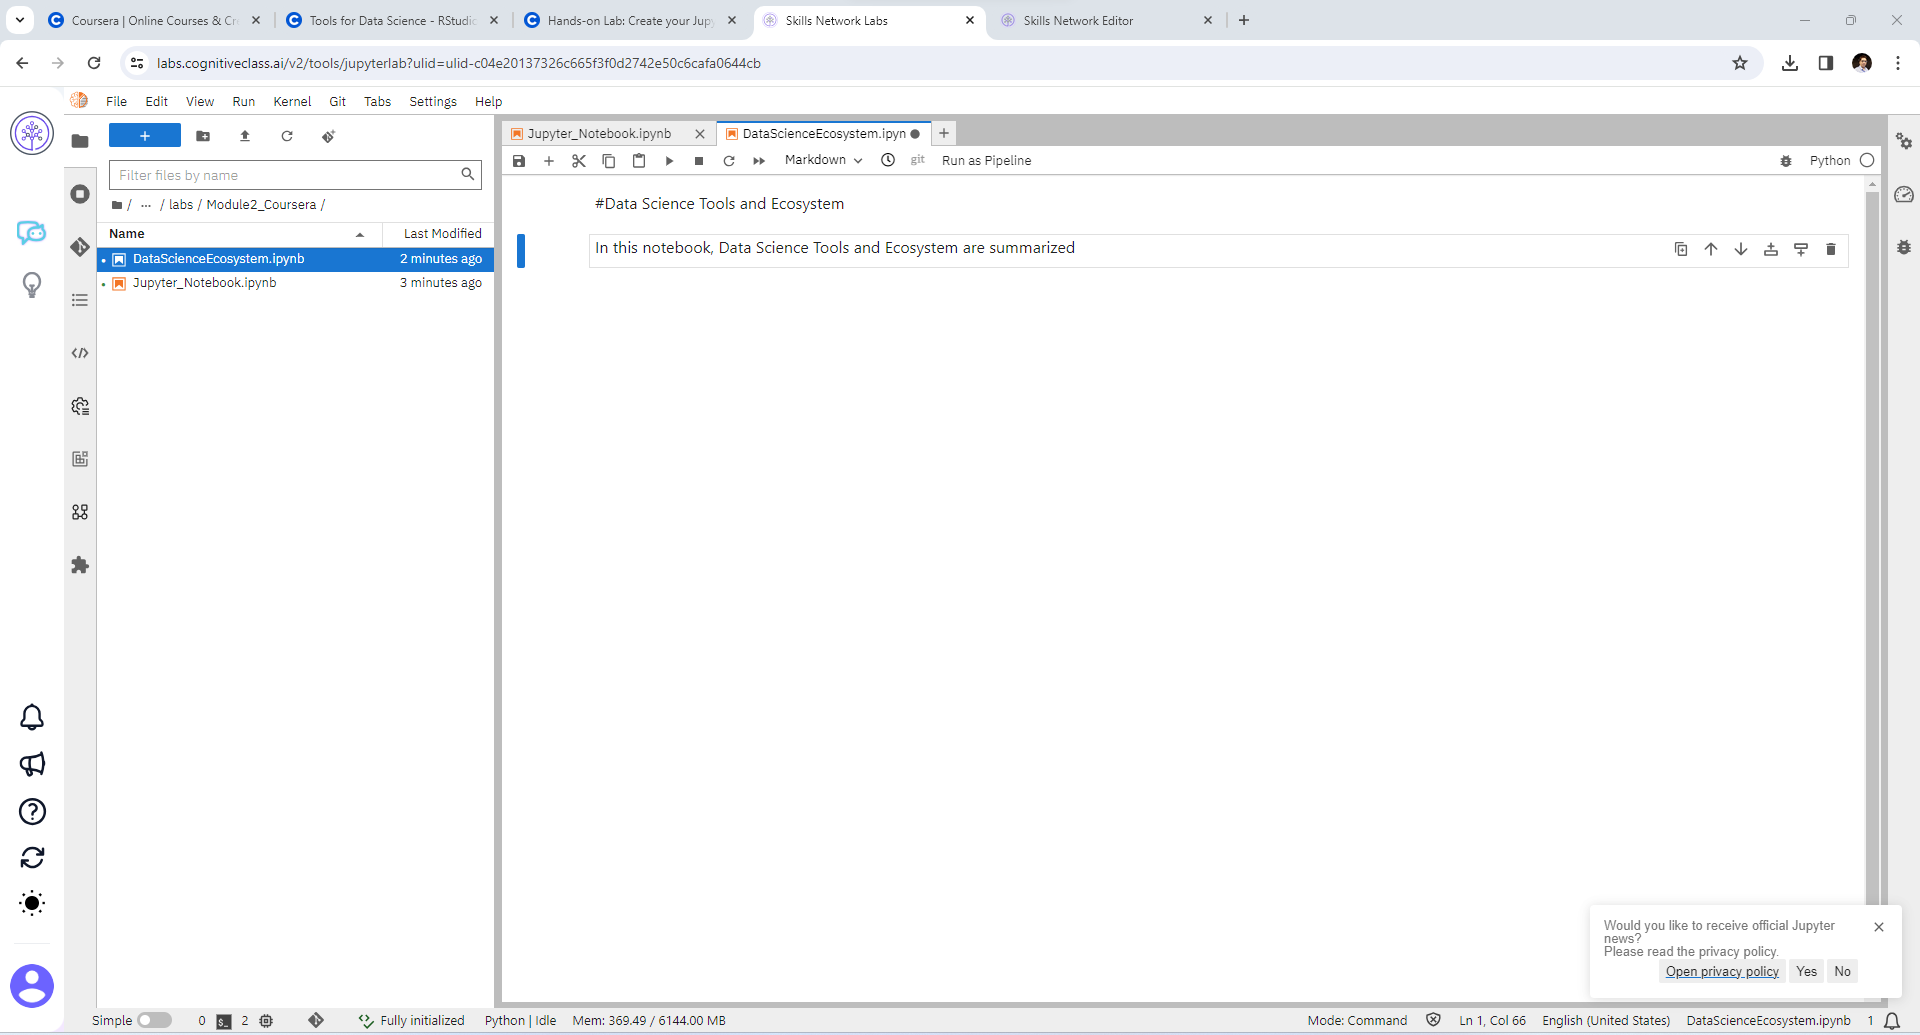 Coursera | Online Courses & Cr
Tools for Data Science - RStudio
Hands-on Lab: Create your Jupy
Skills Network Labs
Skills Network Editor
labs.cognitiveclass.ai/v2/tools/jupyterlab?ulid=ulid-c04e20137326c665f3f0d2742e50c6cafa0644cb
File Edit View Run Kernel Git Tabs Settings Help
Jupyter_Notebook.ipynb
DataScienceEcosystem.ipyn
Markdown
git
Run as Pipeline
Python
Filter files by name
/ ... / labs / Module2_Coursera /
Name Last Modified
DataScienceEcosystem.ipynb 2 minutes ago
Jupyter_Notebook.ipynb 3 minutes ago
#Data Science Tools and Ecosystem
In this notebook, Data Science Tools and Ecosystem are summarized
Would you like to receive official Jupyter
news?
Please read the privacy policy.
Open privacy policy Yes No
Simple 0 $_ 2 Fully initialized Python | Idle Mem: 369.49 / 6144.00 MB Mode: Command Ln 1, Col 66 English (United States) DataScienceEcosystem.ipynb 1